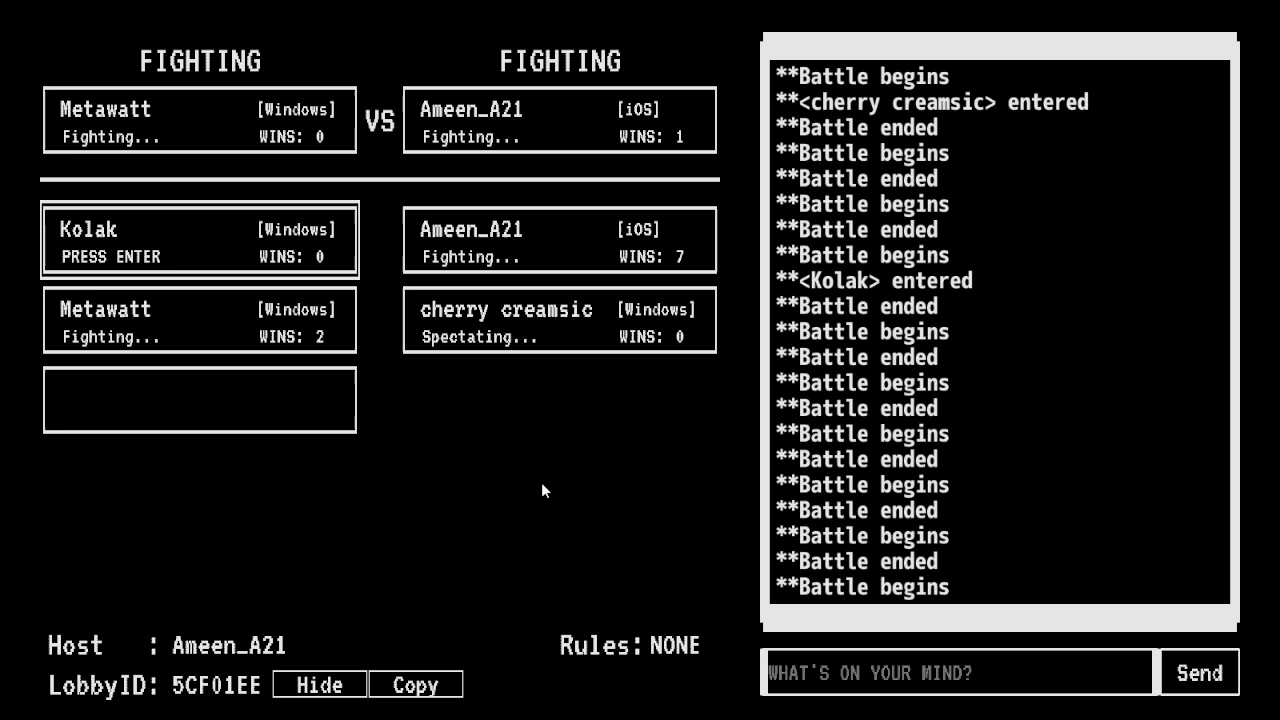 FIGHTING
FIGHTING
Metawatt [Windows]
Fighting... WINS: 0
VS
Ameen_A21 [iOS]
Fighting... WINS: 1
Kolak [Windows]
PRESS ENTER WINS: 0
Ameen_A21 [iOS]
Fighting... WINS: 7
Metawatt [Windows]
Fighting... WINS: 2
cherry creamsic [Windows]
Spectating... WINS: 0
Host : Ameen_A21
Rules: NONE
LobbyID: 5CF01EE Hide Copy
**Battle begins
**<cherry creamsic> entered
**Battle ended
**Battle begins
**Battle ended
**Battle begins
**Battle ended
**Battle begins
**<Kolak> entered
**Battle ended
**Battle begins
**Battle ended
**Battle begins
**Battle ended
**Battle begins
**Battle ended
**Battle begins
**Battle ended
**Battle begins
**Battle ended
**Battle begins
WHAT'S ON YOUR MIND? Send